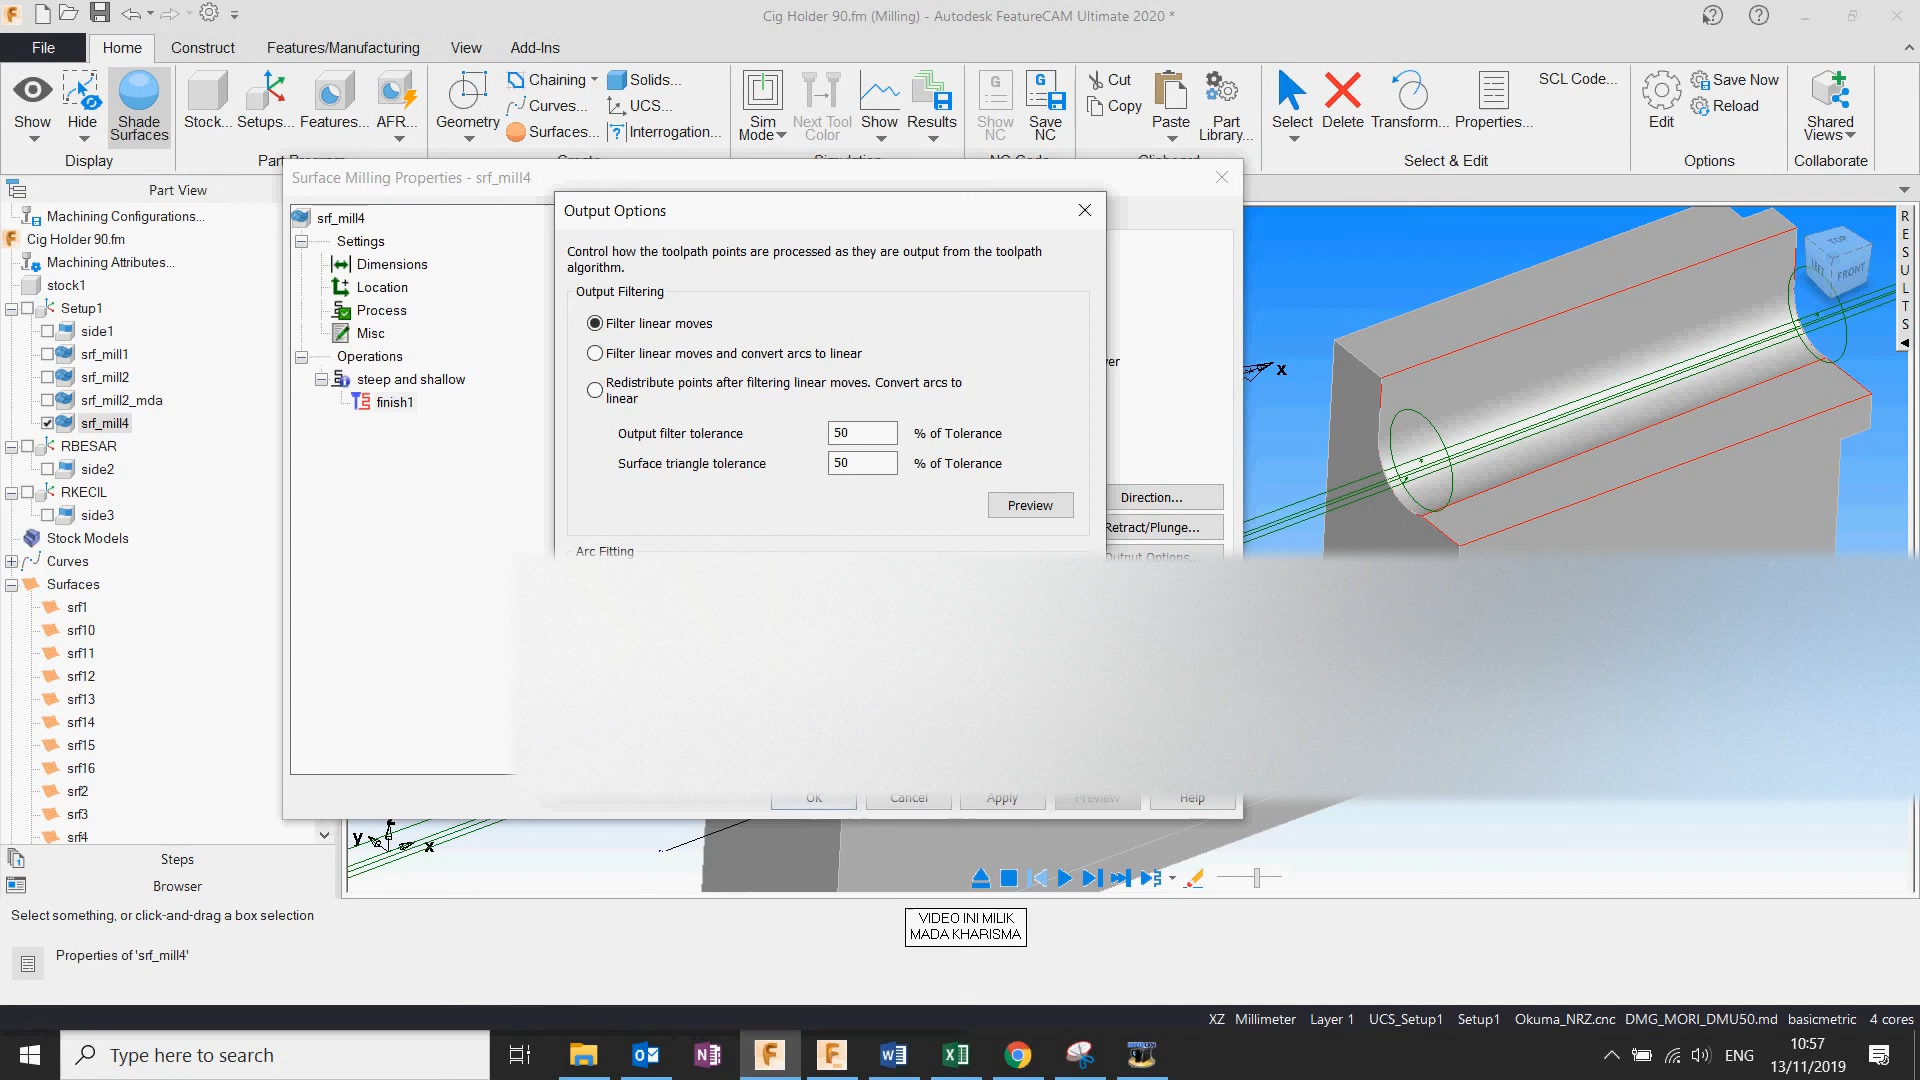 Cig Holder 90.fm (Milling) - Autodesk FeatureCAM Ultimate 2020 *
File Home Construct Features/Manufacturing View Add-Ins
Show Hide Shade Surfaces Stock... Setups... Features... AFR... Geometry Chaining Curves... Surfaces... Solids... UCS... Interrogation... Sim Mode Next Tool Color Show Results Show NC Save NC Cut Copy Paste Part Library... Select Delete Transform... Properties... SCL Code... Edit Save Now Reload Shared Views
Display Select & Edit Options Collaborate
Part View
Machining Configurations...
Cig Holder 90.fm
Machining Attributes...
stock1
Setup1
side1
srf_mill1
srf_mill2
srf_mill2_mda
srf_mill4
RBESAR
side2
RKECIL
side3
Stock Models
Curves
Surfaces
srf1
srf10
srf11
srf12
srf13
srf14
srf15
srf16
srf2
srf3
srf4
Steps
Browser
Surface Milling Properties - srf_mill4
srf_mill4
Settings
Dimensions
Location
Process
Misc
Operations
steep and shallow
finish1
Output Options
Control how the toolpath points are processed as they are output from the toolpath
algorithm.
Output Filtering
Filter linear moves
Filter linear moves and convert arcs to linear
Redistribute points after filtering linear moves. Convert arcs to
linear
Output filter tolerance 50 % of Tolerance
Surface triangle tolerance 50 % of Tolerance
Preview
Arc Fitting
Direction...
Retract/Plunge...
Output Options...
OK Cancel Apply Preview Help
RESULTS
TOP
LEFT
FRONT
X
Y
X
Select something, or click-and-drag a box selection
Properties of 'srf_mill4'
VIDEO INI MILIK
MADA KHARISMA
XZ Millimeter Layer 1 UCS_Setup1 Setup1 Okuma_NRZ.cnc DMG_MORI_DMU50.md basicmetric 4 cores
Type here to search
ENG
10:57
13/11/2019